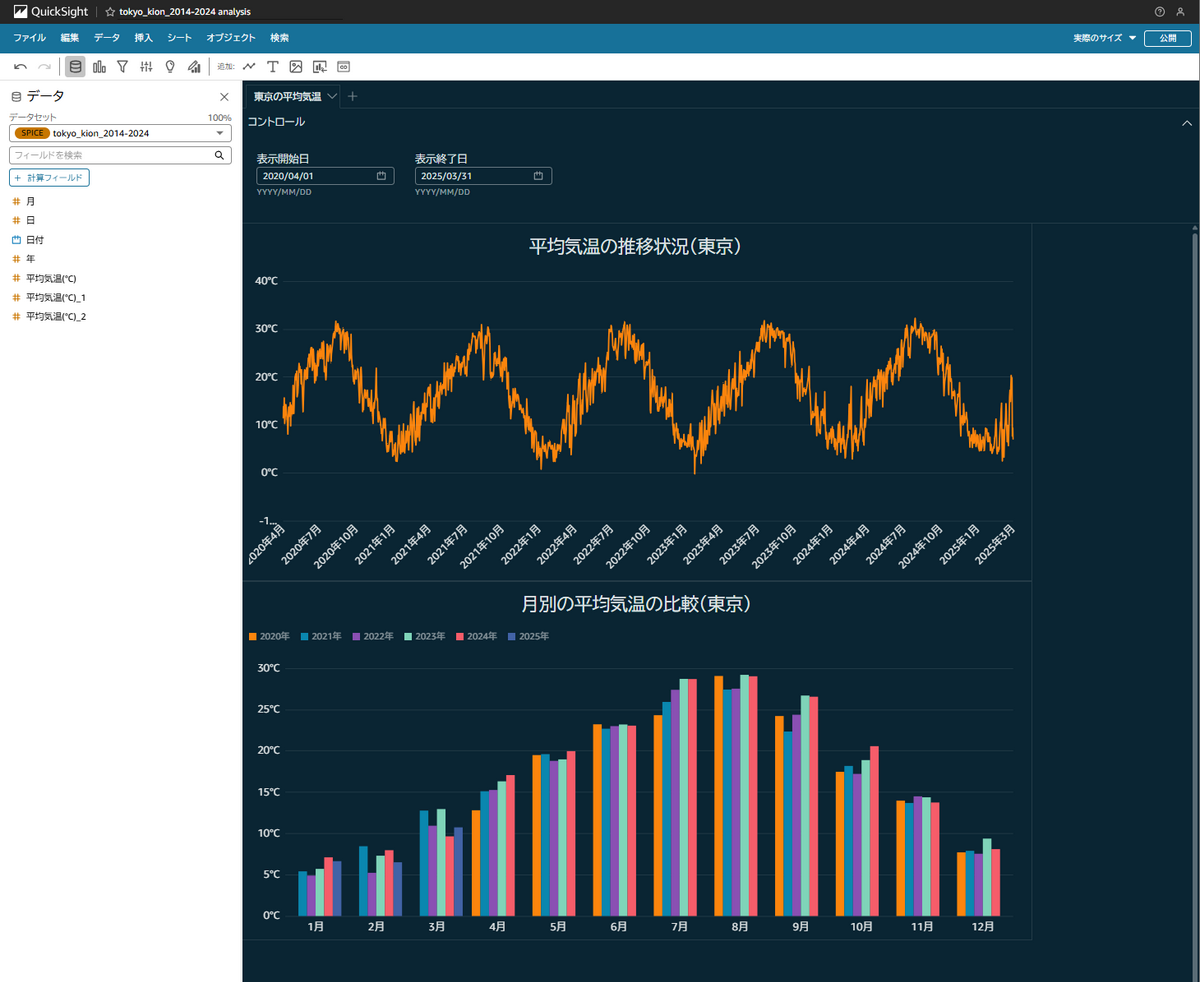 QuickSight tokyo_kion_2014-2024 analysis
ファイル 編集 データ 挿入 シート オブジェクト 検索 実際のサイズ 公開
追加:
データ
データセット 100%
SPICE tokyo_kion_2014-2024
フィールドを検索
+ 計算フィールド
# 月
# 日
日付
# 年
# 平均気温(℃)
# 平均気温(℃)_1
# 平均気温(℃)_2
東京の平均気温
コントロール
表示開始日 表示終了日
2020/04/01 2025/03/31
YYYY/MM/DD YYYY/MM/DD
平均気温の推移状況(東京)
40℃
30℃
20℃
10℃
0℃
-1...
2020年4月 2020年7月 2020年10月 2021年1月 2021年4月 2021年7月 2021年10月 2022年1月 2022年4月 2022年7月 2022年10月 2023年1月 2023年4月 2023年7月 2023年10月 2024年1月 2024年4月 2024年7月 2024年10月 2025年1月 2025年3月
月別の平均気温の比較(東京)
2020年 2021年 2022年 2023年 2024年 2025年
30℃
25℃
20℃
15℃
10℃
5℃
0℃
1月 2月 3月 4月 5月 6月 7月 8月 9月 10月 11月 12月